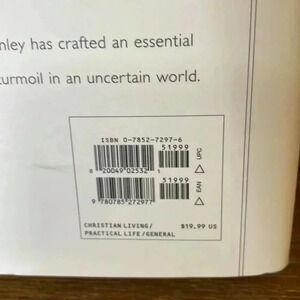 nley has crafted an essential
urmoil in an uncertain world.
ISBN 0-7852-7297-6
51999
8 20049 02532 1
UPC
51999
EAN
9 780785 272977
CHRISTIAN LIVING/
PRACTICAL LIFE/GENERAL
$19.99 US